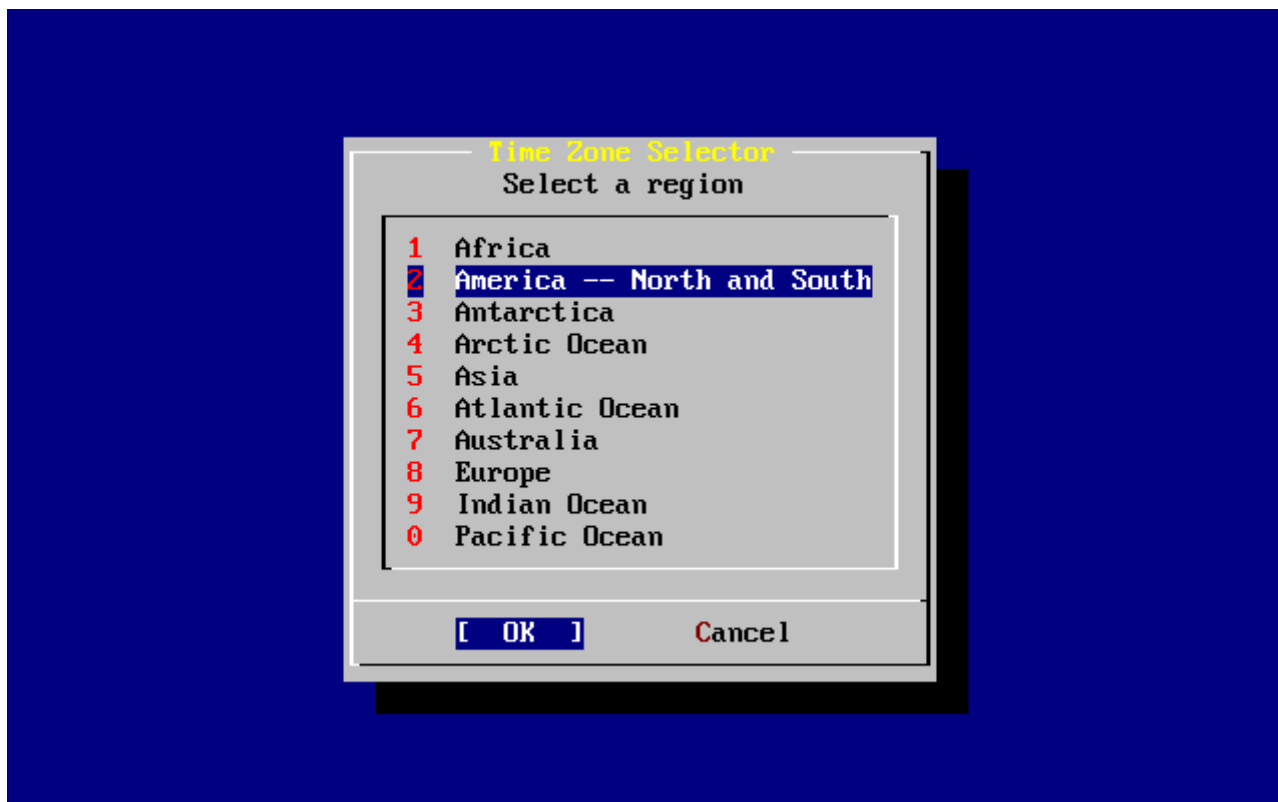 Time Zone Selector
Select a region
1 Africa
2 America -- North and South
3 Antarctica
4 Arctic Ocean
5 Asia
6 Atlantic Ocean
7 Australia
8 Europe
9 Indian Ocean
0 Pacific Ocean
[ OK ] Cancel